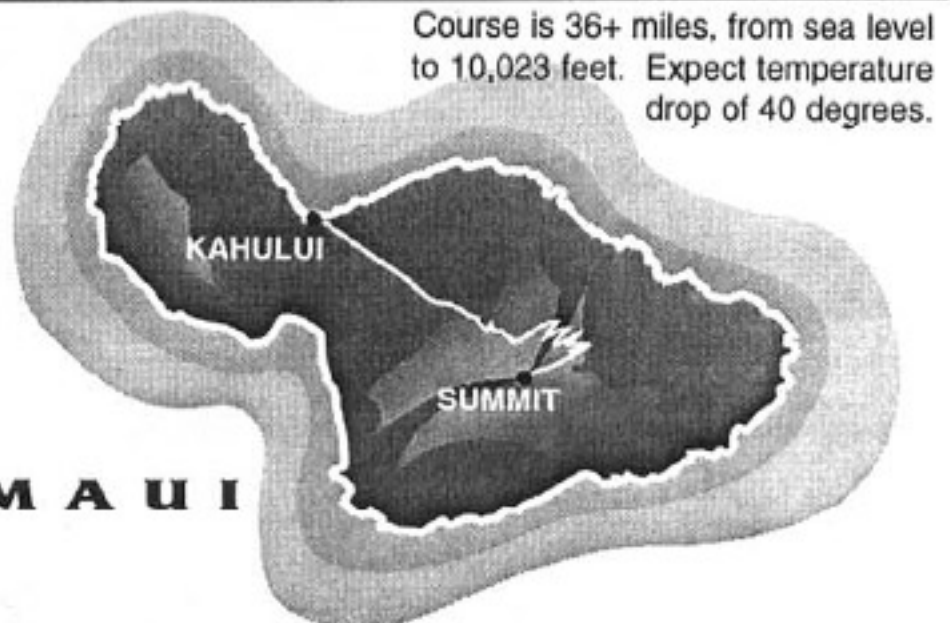 Course is 36+ miles, from sea level
to 10,023 feet. Expect temperature
drop of 40 degrees.
KAHULUI
SUMMIT
MAUI